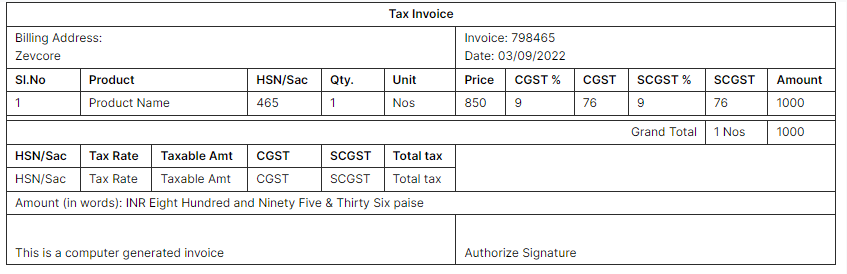 Tax Invoice
Billing Address:
Zevcore
Invoice: 798465
Date: 03/09/2022
SI.No Product HSN/Sac Qty. Unit Price CGST % CGST SCGST % SCGST Amount
1 Product Name 465 1 Nos 850 9 76 9 76 1000
Grand Total 1 Nos 1000
HSN/Sac Tax Rate Taxable Amt CGST SCGST Total tax
HSN/Sac Tax Rate Taxable Amt CGST SCGST Total tax
Amount (in words): INR Eight Hundred and Ninety Five & Thirty Six paise
This is a computer generated invoice Authorize Signature